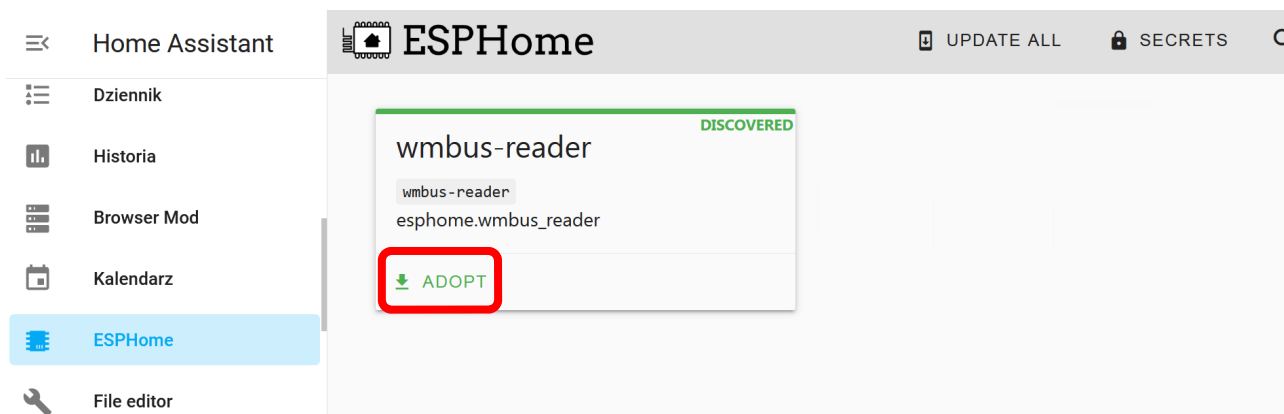 Home Assistant
Dziennik
Historia
Browser Mod
Kalendarz
ESPHome
File editor
ESPHome
UPDATE ALL
SECRETS
DISCOVERED
wmbus-reader
wmbus-reader
esphome.wmbus_reader
ADOPT